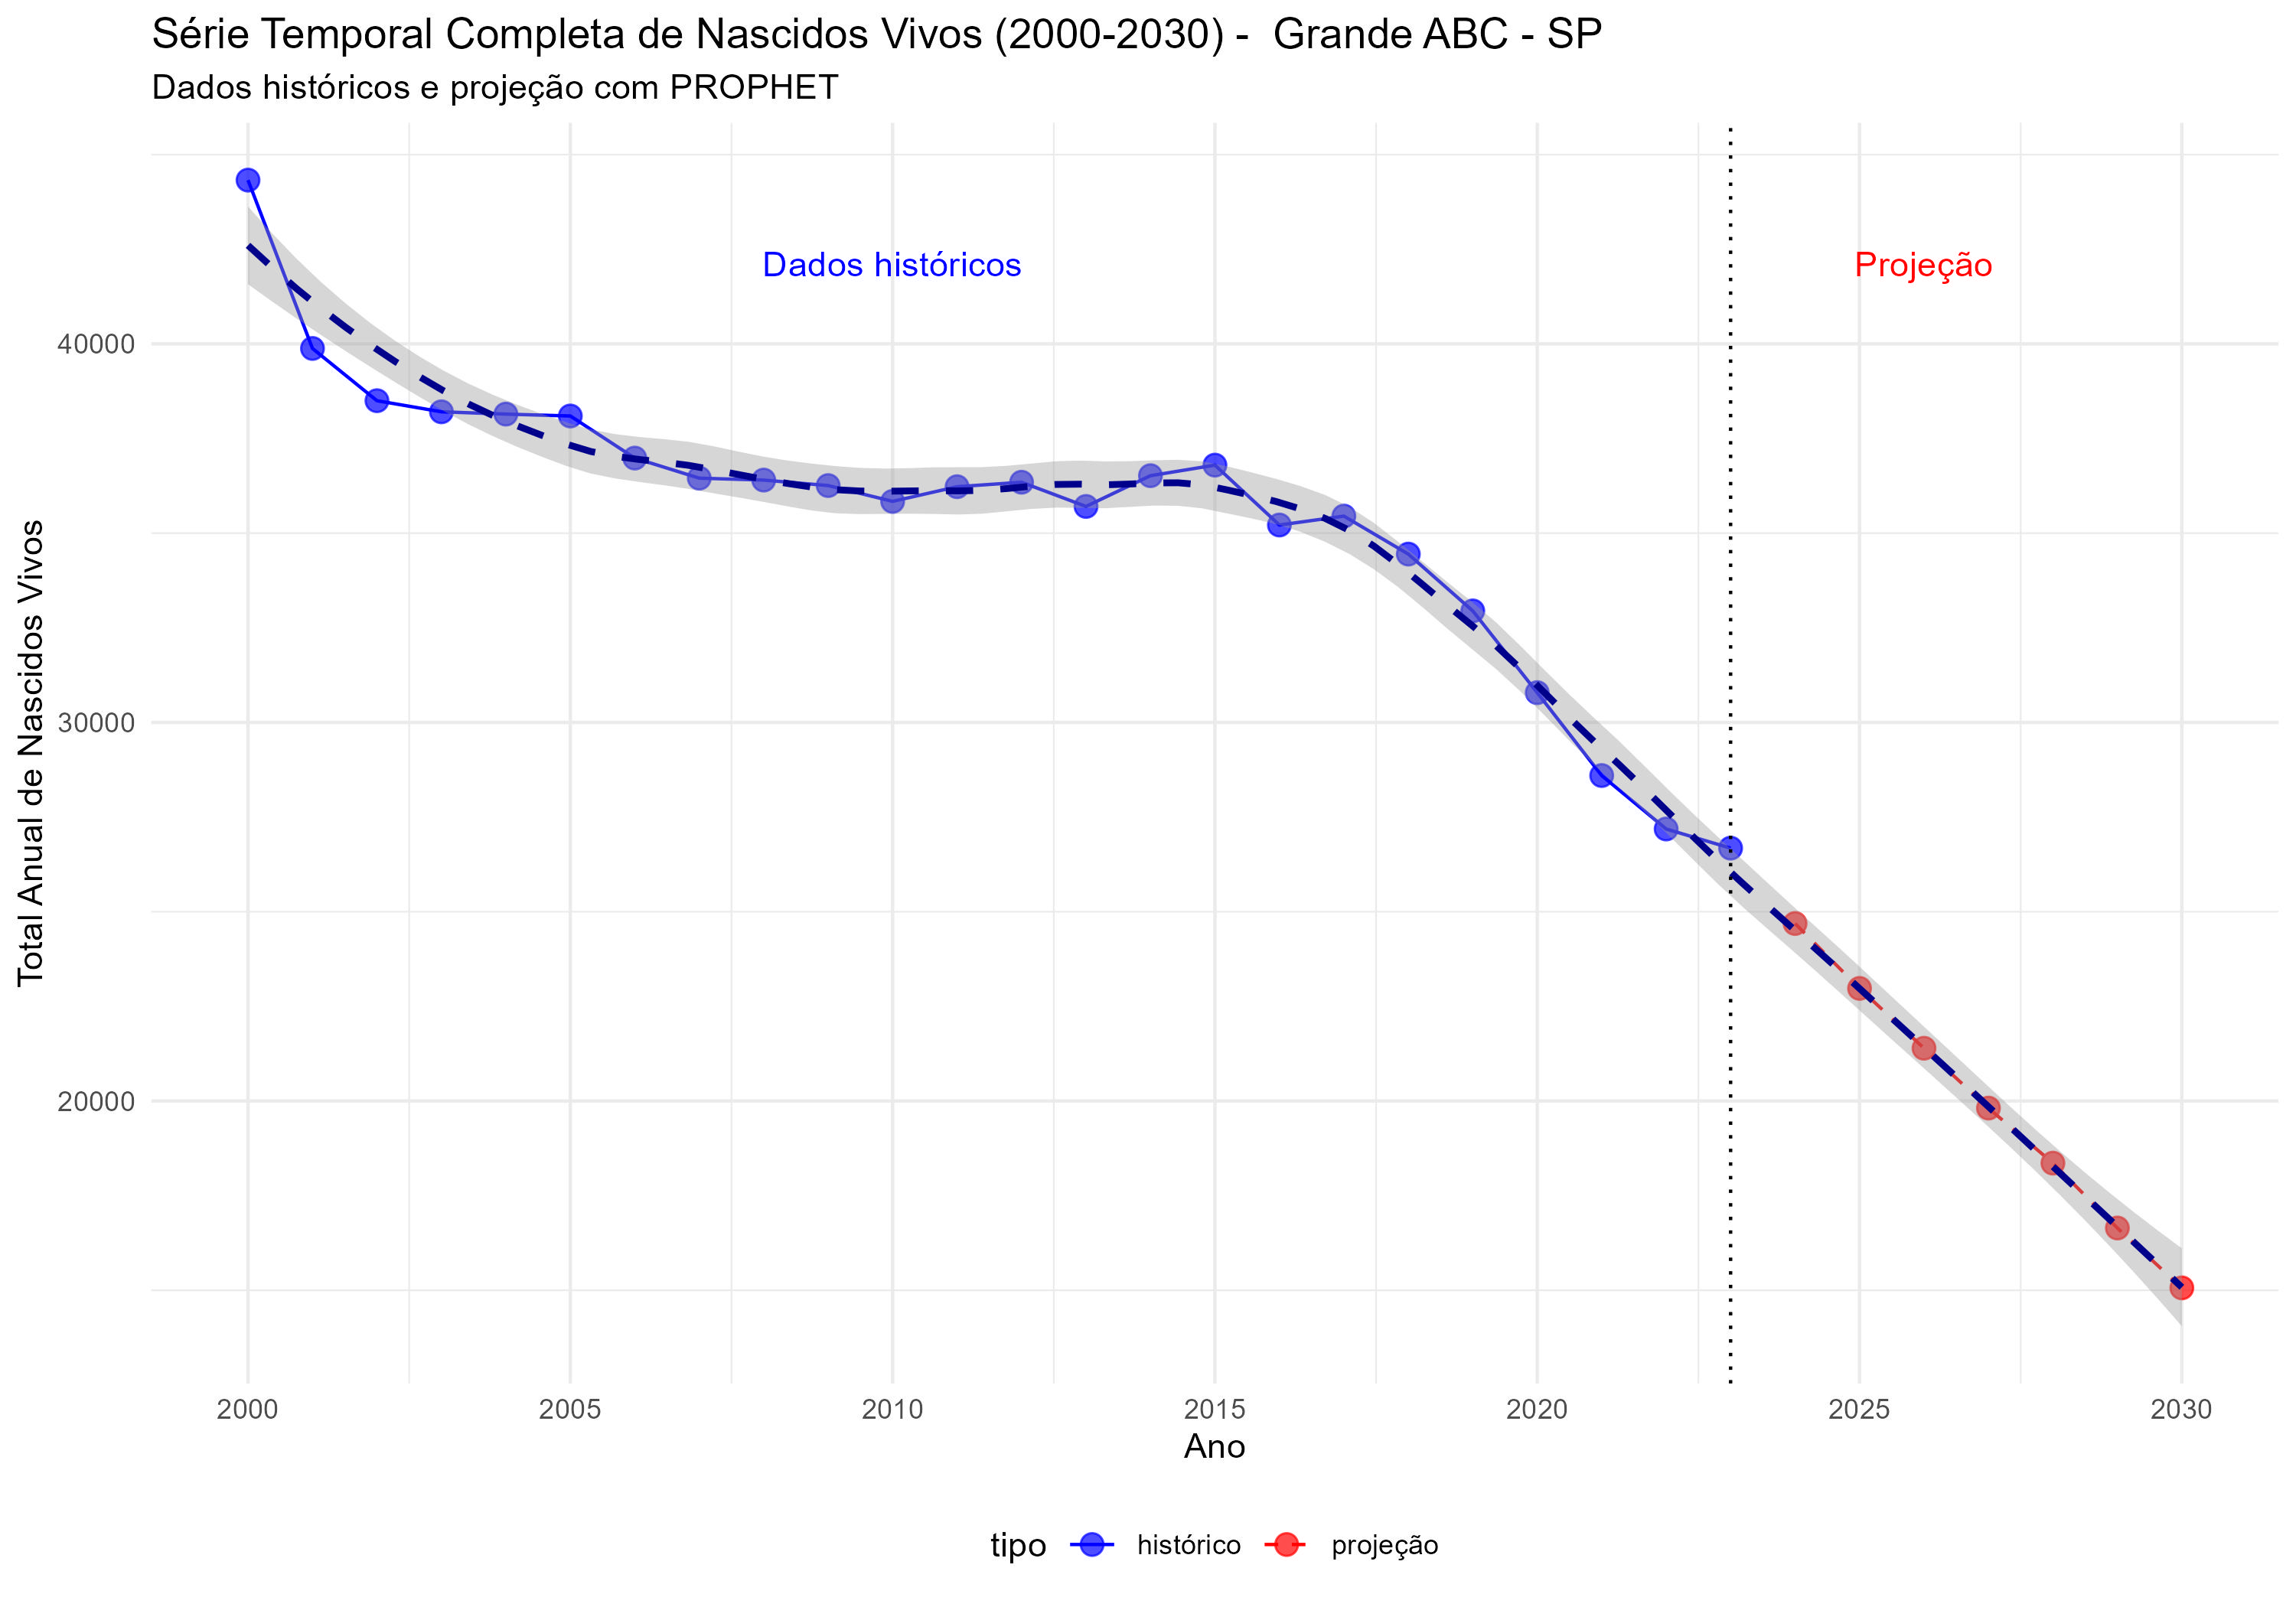 Série Temporal Completa de Nascidos Vivos (2000-2030) -  Grande ABC - SP
Dados históricos e projeção com PROPHET
Dados históricos
Projeção
Total Anual de Nascidos Vivos
40000
30000
20000
2000
2005
2010
2015
2020
2025
2030
Ano
tipo
histórico
projeção